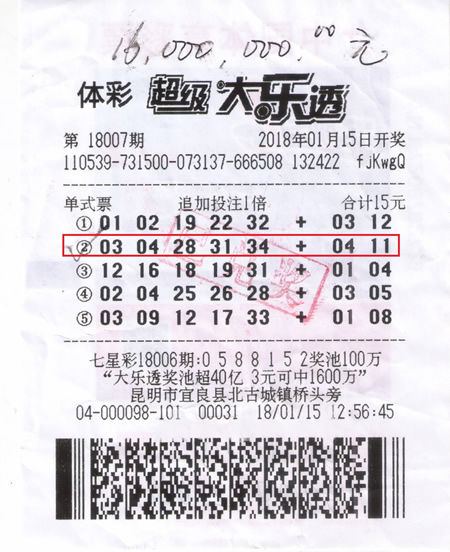 16,000,000.00元
体彩 超级大乐透
第 18007期 2018年01月15日开奖
110539-731500-073137-666508 132422 fJKwgQ
单式票 追加投注1倍 合计15元
① 01 02 19 22 32 + 03 12
② 03 04 28 31 34 + 04 11
③ 12 16 18 19 31 + 01 04
④ 02 04 25 26 28 + 03 05
⑤ 03 09 12 17 33 + 01 08
七星彩18006期:0588152奖池100万
“大乐透奖池超40亿 3元可中1600万”
昆明市宜良县北古城镇桥头旁
04-000098-101 00031 18/01/15 12:56:45